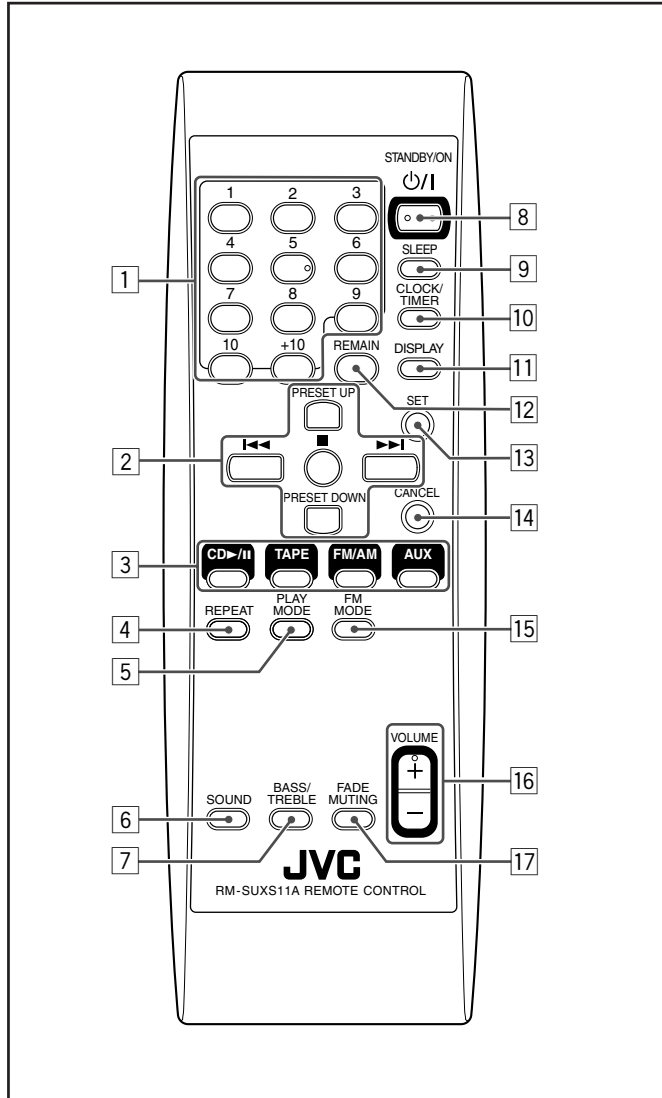 STANDBY/ON
⏻/I
1 2 3
8
4 5 6
SLEEP
9
1
7 8 9
CLOCK/
TIMER
10
10 +10
REMAIN
DISPLAY
11
12
PRESET UP
SET
13
2
PRESET DOWN
CANCEL
14
3
CD▶/⏸ TAPE FM/AM AUX
4
REPEAT
PLAY
MODE
FM
MODE
15
5
VOLUME
+
16
–
6
SOUND
BASS/
TREBLE
FADE
MUTING
7
17
JVC
RM-SUXS11A REMOTE CONTROL